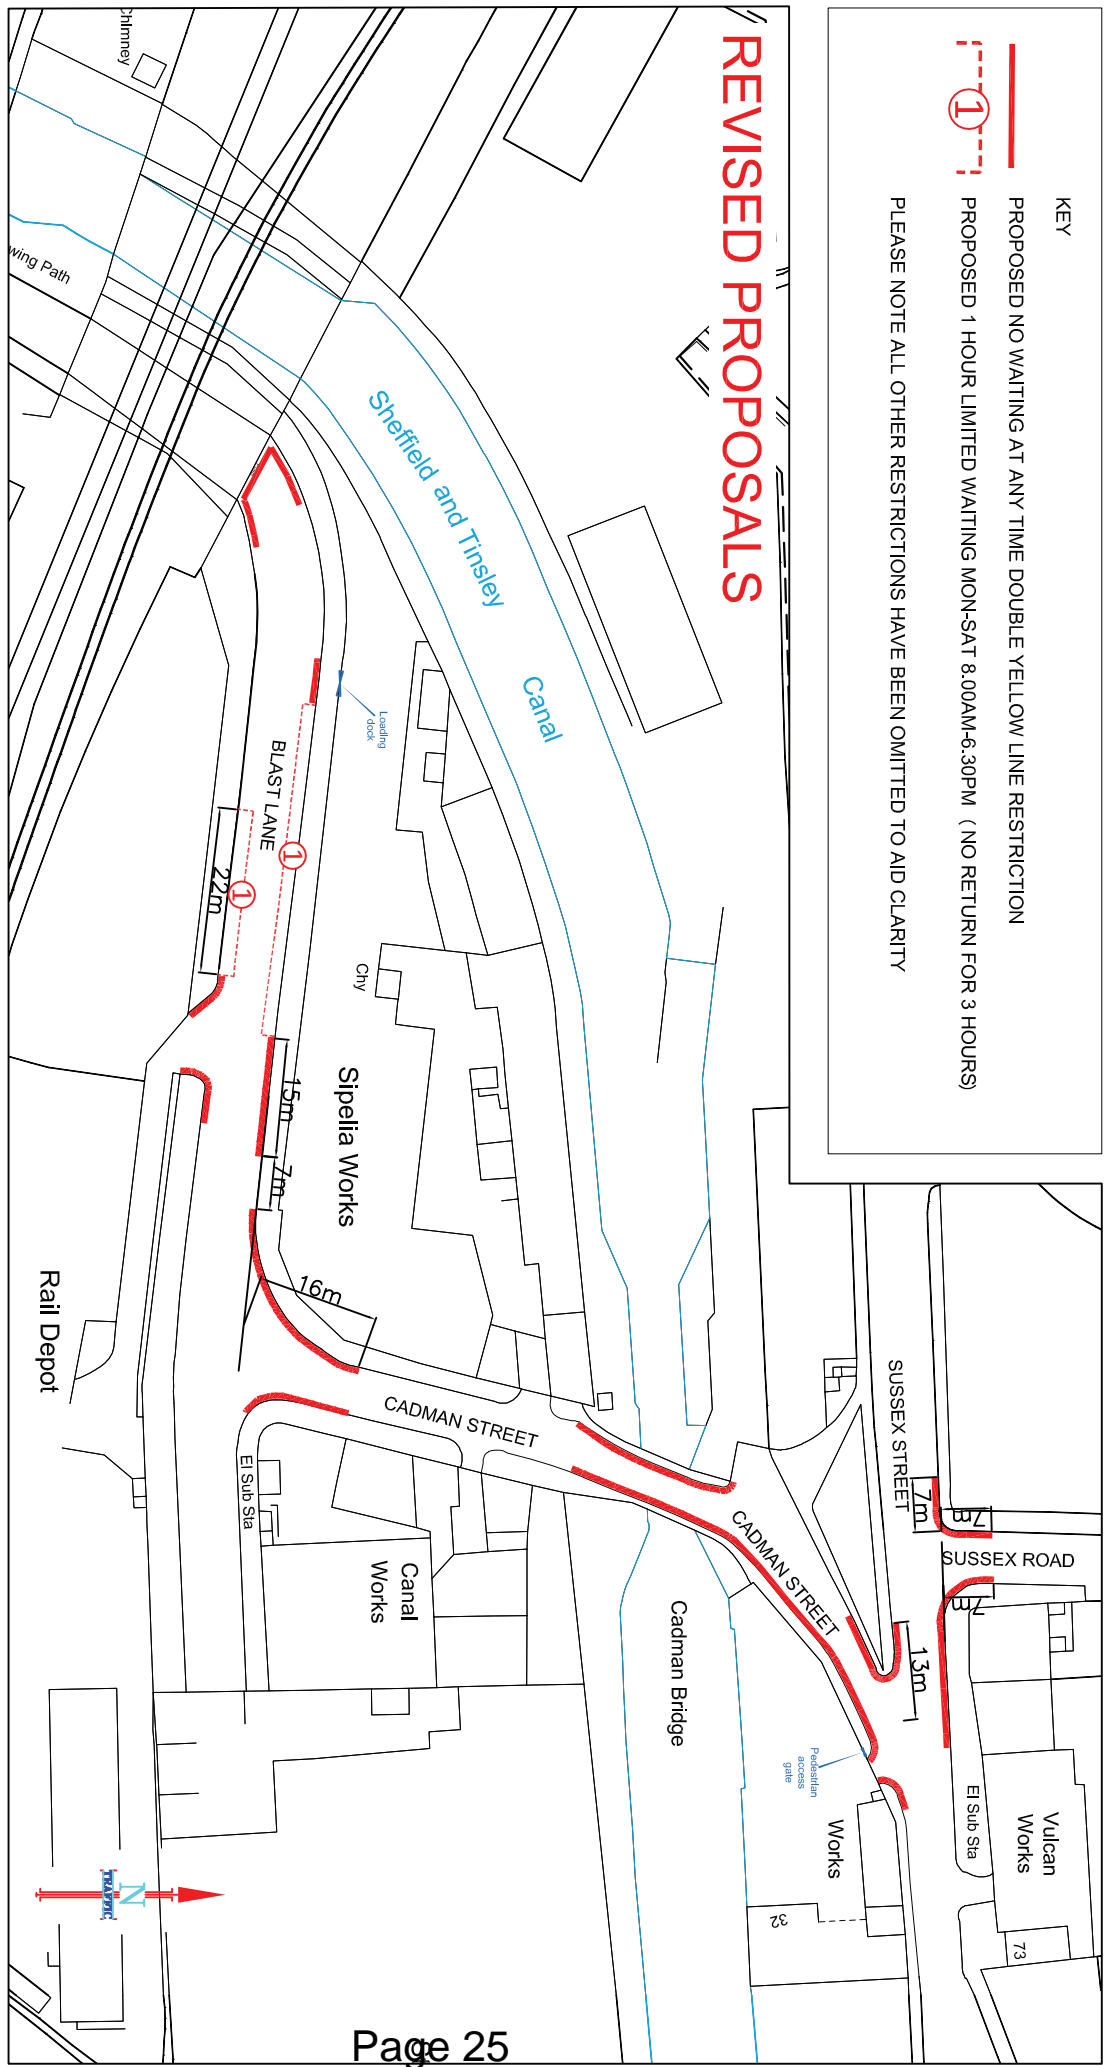 KEY
PROPOSED NO WAITING AT ANY TIME DOUBLE YELLOW LINE RESTRICTION
1
PROPOSED 1 HOUR LIMITED WAITING MON-SAT 8.00AM-6.30PM ( NO RETURN FOR 3 HOURS)
PLEASE NOTE ALL OTHER RESTRICTIONS HAVE BEEN OMITTED TO AID CLARITY
REVISED PROPOSALS
Chimney
wing Path
Sheffield and Tinsley
Canal
Loading
dock
BLAST LANE
1
1
22m
Chy
Sipelia Works
15m
7m
16m
Rail Depot
CADMAN STREET
El Sub Sta
Canal
Works
SUSSEX STREET
7m
7m
SUSSEX ROAD
7m
13m
CADMAN STREET
Cadman Bridge
Pedestrian
access
gate
Works
El Sub Sta
Vulcan
Works
32
73
N
TRAFFIC
Page 25